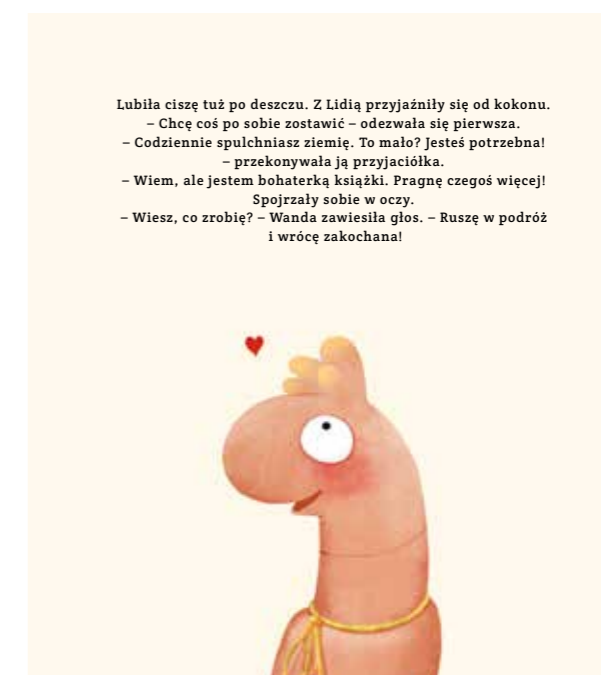 Lubiła ciszę tuż po deszczu. Z Lidią przyjaźniły się od kokonu.
– Chcę coś po sobie zostawić – odezwała się pierwsza.
– Codziennie spulchniasz ziemię. To mało? Jesteś potrzebna!
– przekonywała ją przyjaciółka.
– Wiem, ale jestem bohaterką książki. Pragnę czegoś więcej!
Spojrzały sobie w oczy.
– Wiesz, co zrobię? – Wanda zawiesiła głos. – Ruszę w podróż
i wrócę zakochana!